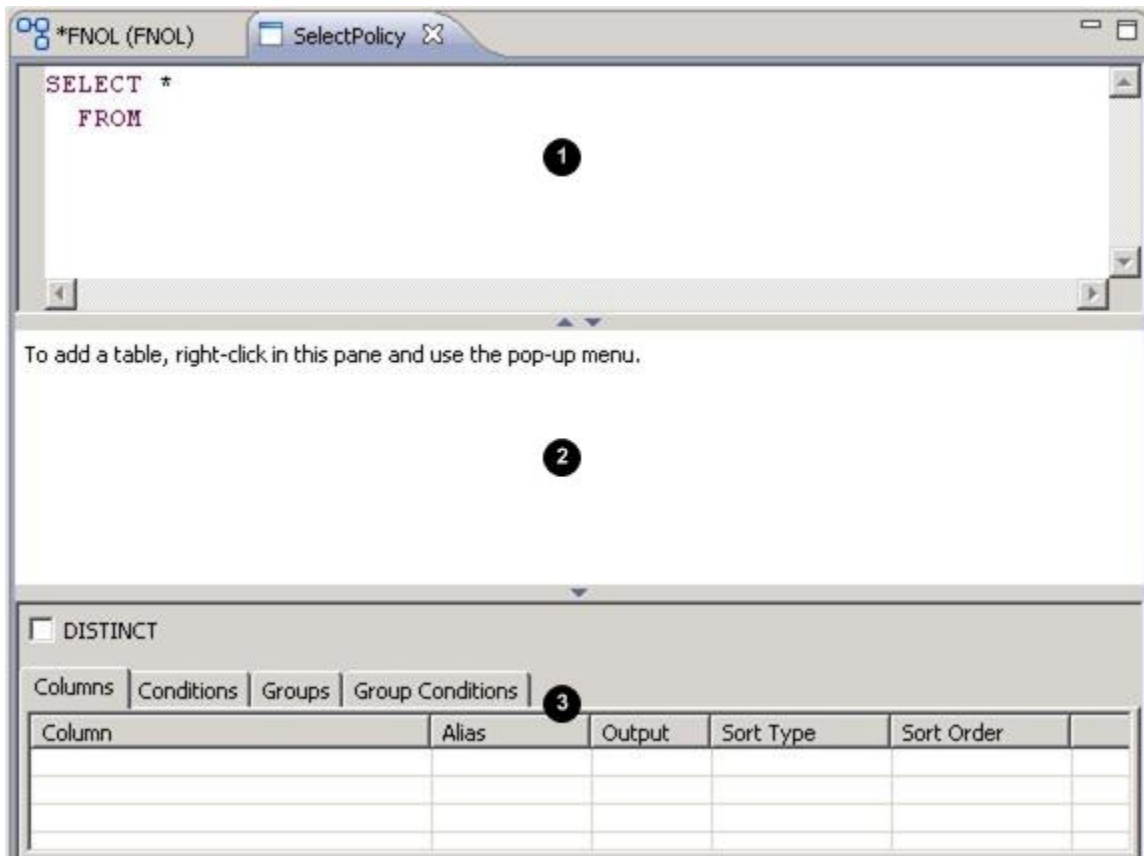 *FNOL (FNOL) SelectPolicy
SELECT *
FROM
1
To add a table, right-click in this pane and use the pop-up menu.
2
DISTINCT
Columns Conditions Groups Group Conditions
3
Column Alias Output Sort Type Sort Order